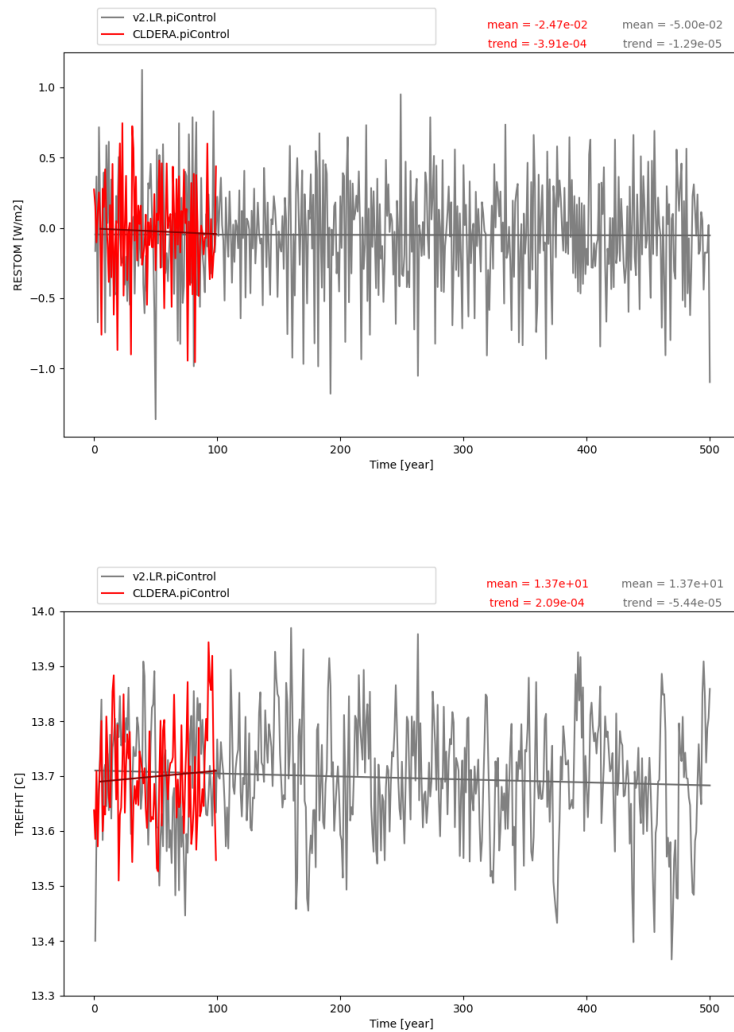 v2.LR.piControl
CLDERA.piControl
mean = -2.47e-02 mean = -5.00e-02
trend = -3.91e-04 trend = -1.29e-05
1.0
0.5
0.0
−0.5
−1.0
RESTOM [W/m2]
0 100 200 300 400 500
Time [year]
v2.LR.piControl
CLDERA.piControl
mean = 1.37e+01 mean = 1.37e+01
trend = 2.09e-04 trend = -5.44e-05
14.0
13.9
13.8
13.7
13.6
13.5
13.4
13.3
TREFHT [C]
0 100 200 300 400 500
Time [year]